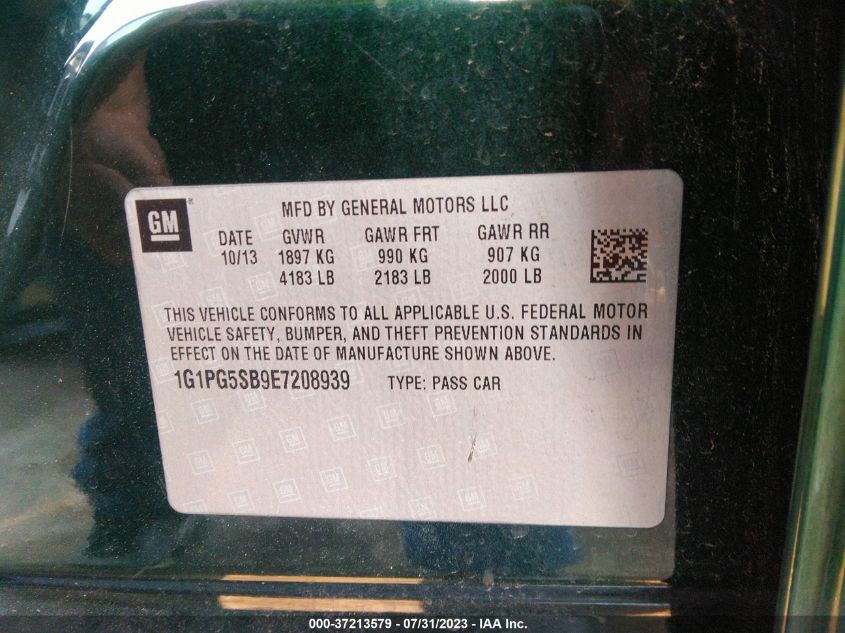 GM
MFD BY GENERAL MOTORS LLC
DATE GVWR GAWR FRT GAWR RR
10/13 1897 KG 990 KG 907 KG
4183 LB 2183 LB 2000 LB
THIS VEHICLE CONFORMS TO ALL APPLICABLE U.S. FEDERAL MOTOR
VEHICLE SAFETY, BUMPER, AND THEFT PREVENTION STANDARDS IN
EFFECT ON THE DATE OF MANUFACTURE SHOWN ABOVE.
1G1PG5SB9E7208939 TYPE: PASS CAR
000-37213579 - 07/31/2023 - IAA Inc.